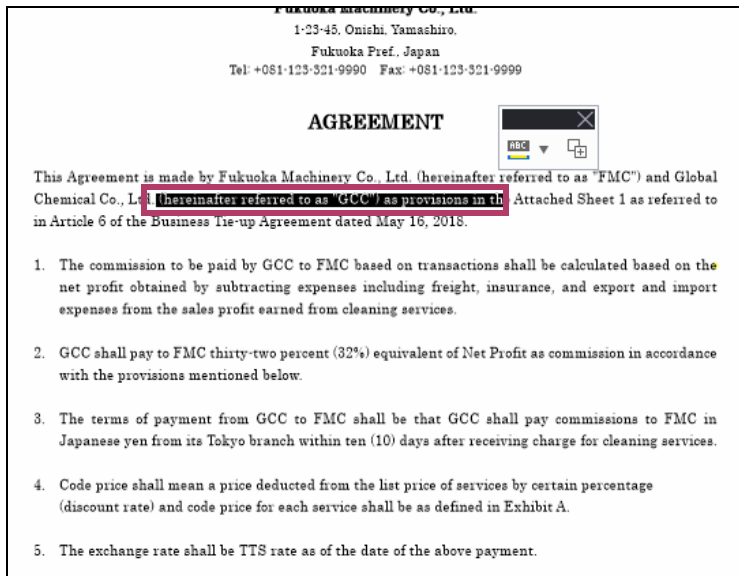 Fukuoka Machinery Co., Ltd.
1-23-45, Onishi, Yamashiro,
Fukuoka Pref., Japan
Tel: +081-123-321-9990 Fax: +081-123-321-9999
AGREEMENT
ABC
This Agreement is made by Fukuoka Machinery Co., Ltd. (hereinafter referred to as "FMC") and Global
Chemical Co., Ltd. (hereinafter referred to as "GCC") as provisions in the Attached Sheet 1 as referred to
in Article 6 of the Business Tie-up Agreement dated May 16, 2018.
1. The commission to be paid by GCC to FMC based on transactions shall be calculated based on the
net profit obtained by subtracting expenses including freight, insurance, and export and import
expenses from the sales profit earned from cleaning services.
2. GCC shall pay to FMC thirty-two percent (32%) equivalent of Net Profit as commission in accordance
with the provisions mentioned below.
3. The terms of payment from GCC to FMC shall be that GCC shall pay commissions to FMC in
Japanese yen from its Tokyo branch within ten (10) days after receiving charge for cleaning services.
4. Code price shall mean a price deducted from the list price of services by certain percentage
(discount rate) and code price for each service shall be as defined in Exhibit A.
5. The exchange rate shall be TTS rate as of the date of the above payment.